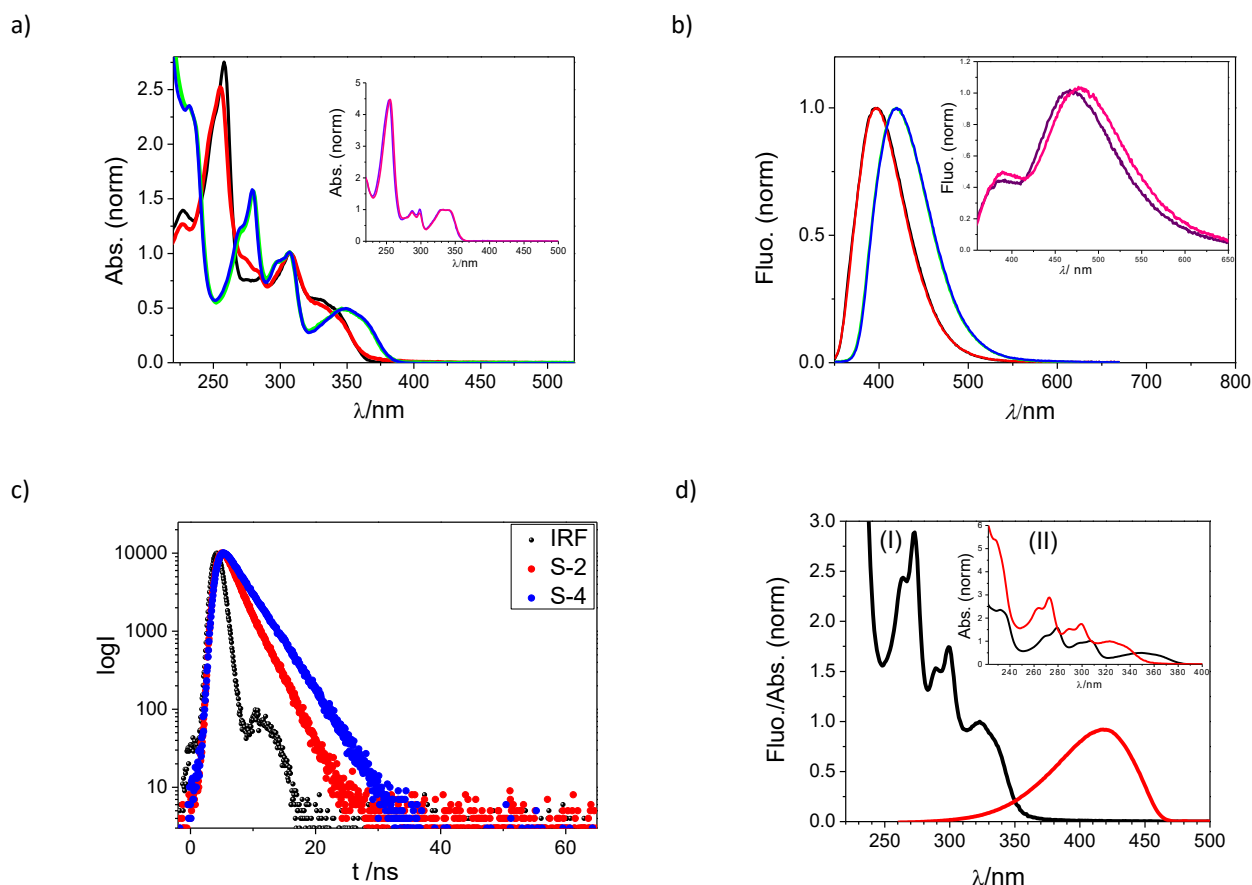 a)
Abs. (norm)
2.5
2.0
1.5
1.0
0.5
0.0
250 300 350 400 450 500
λ/nm
Abs. (norm)
5
4
3
2
1
0
250 300 350 400 450 500
λ/nm
b)
Fluo. (norm)
1.0
0.5
0.0
400 500 600 700 800
λ/nm
Fluo. (norm)
1.2
1.0
0.8
0.6
0.4
0.2
0.0
400 450 500 550 600 650
λ/ nm
c)
logI
10000
1000
100
10
0 20 40 60
t /ns
IRF
S-2
S-4
d)
Fluo./Abs. (norm)
3.0
2.5
2.0
1.5
1.0
0.5
0.0
250 300 350 400 450 500
λ/nm
(I)
(II)
Abs. (norm)
6
5
4
3
2
1
0
220 240 260 280 300 320 340 360 380 400
λ/nm